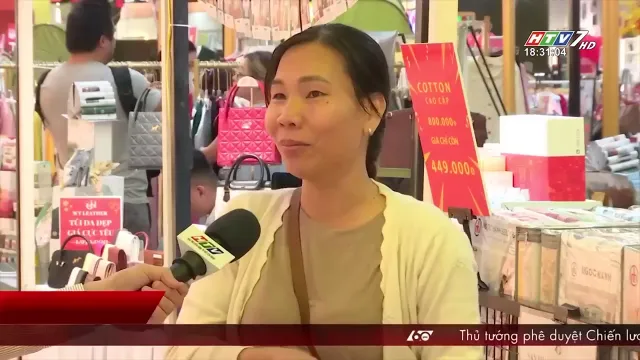 HTV7 HD
18:31:04
COTTON
CAO CẤP
GIÁ CHỈ CÒN
449.000Đ
MY LEATHER
TÚI DA ĐẸP
GIÁ CỰC YÊU
HTV
60
Thủ tướng phê duyệt Chiến lược